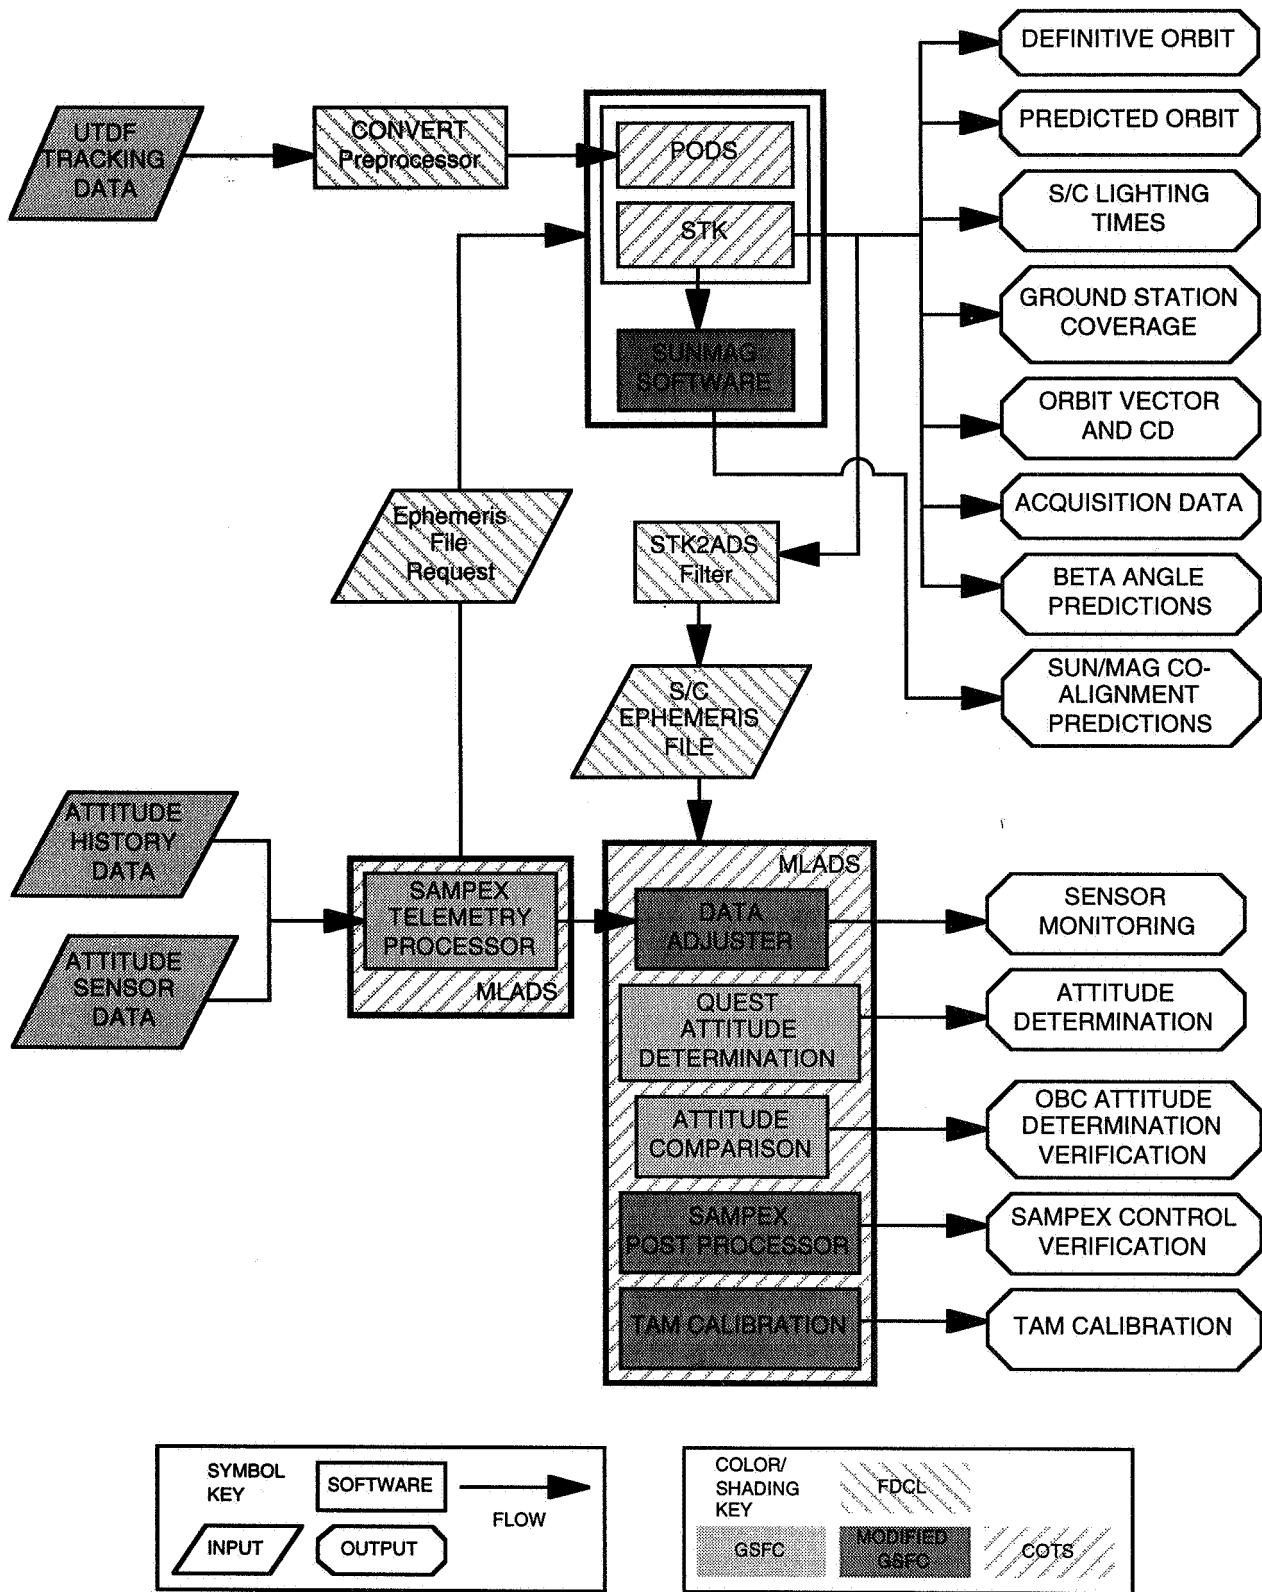 DEFINITIVE ORBIT
UTDF
TRACKING
DATA
CONVERT
Preprocessor
PODS
PREDICTED ORBIT
STK
S/C LIGHTING
TIMES
GROUND STATION
COVERAGE
SUNMAG
SOFTWARE
ORBIT VECTOR
AND CD
Ephemeris
File
Request
ACQUISITION DATA
STK2ADS
Filter
BETA ANGLE
PREDICTIONS
S/C
EPHEMERIS
FILE
SUN/MAG CO-
ALIGNMENT
PREDICTIONS
ATTITUDE
HISTORY
DATA
ATTITUDE
SENSOR
DATA
SAMPEX
TELEMETRY
PROCESSOR
MLADS
MLADS
DATA
ADJUSTER
SENSOR
MONITORING
QUEST
ATTITUDE
DETERMINATION
ATTITUDE
DETERMINATION
ATTITUDE
COMPARISON
OBC ATTITUDE
DETERMINATION
VERIFICATION
SAMPEX
POST PROCESSOR
SAMPEX CONTROL
VERIFICATION
TAM CALIBRATION
TAM CALIBRATION
SYMBOL
KEY
SOFTWARE
FLOW
INPUT
OUTPUT
COLOR/
SHADING
KEY
FDCL
GSFC
MODIFIED
GSFC
COTS